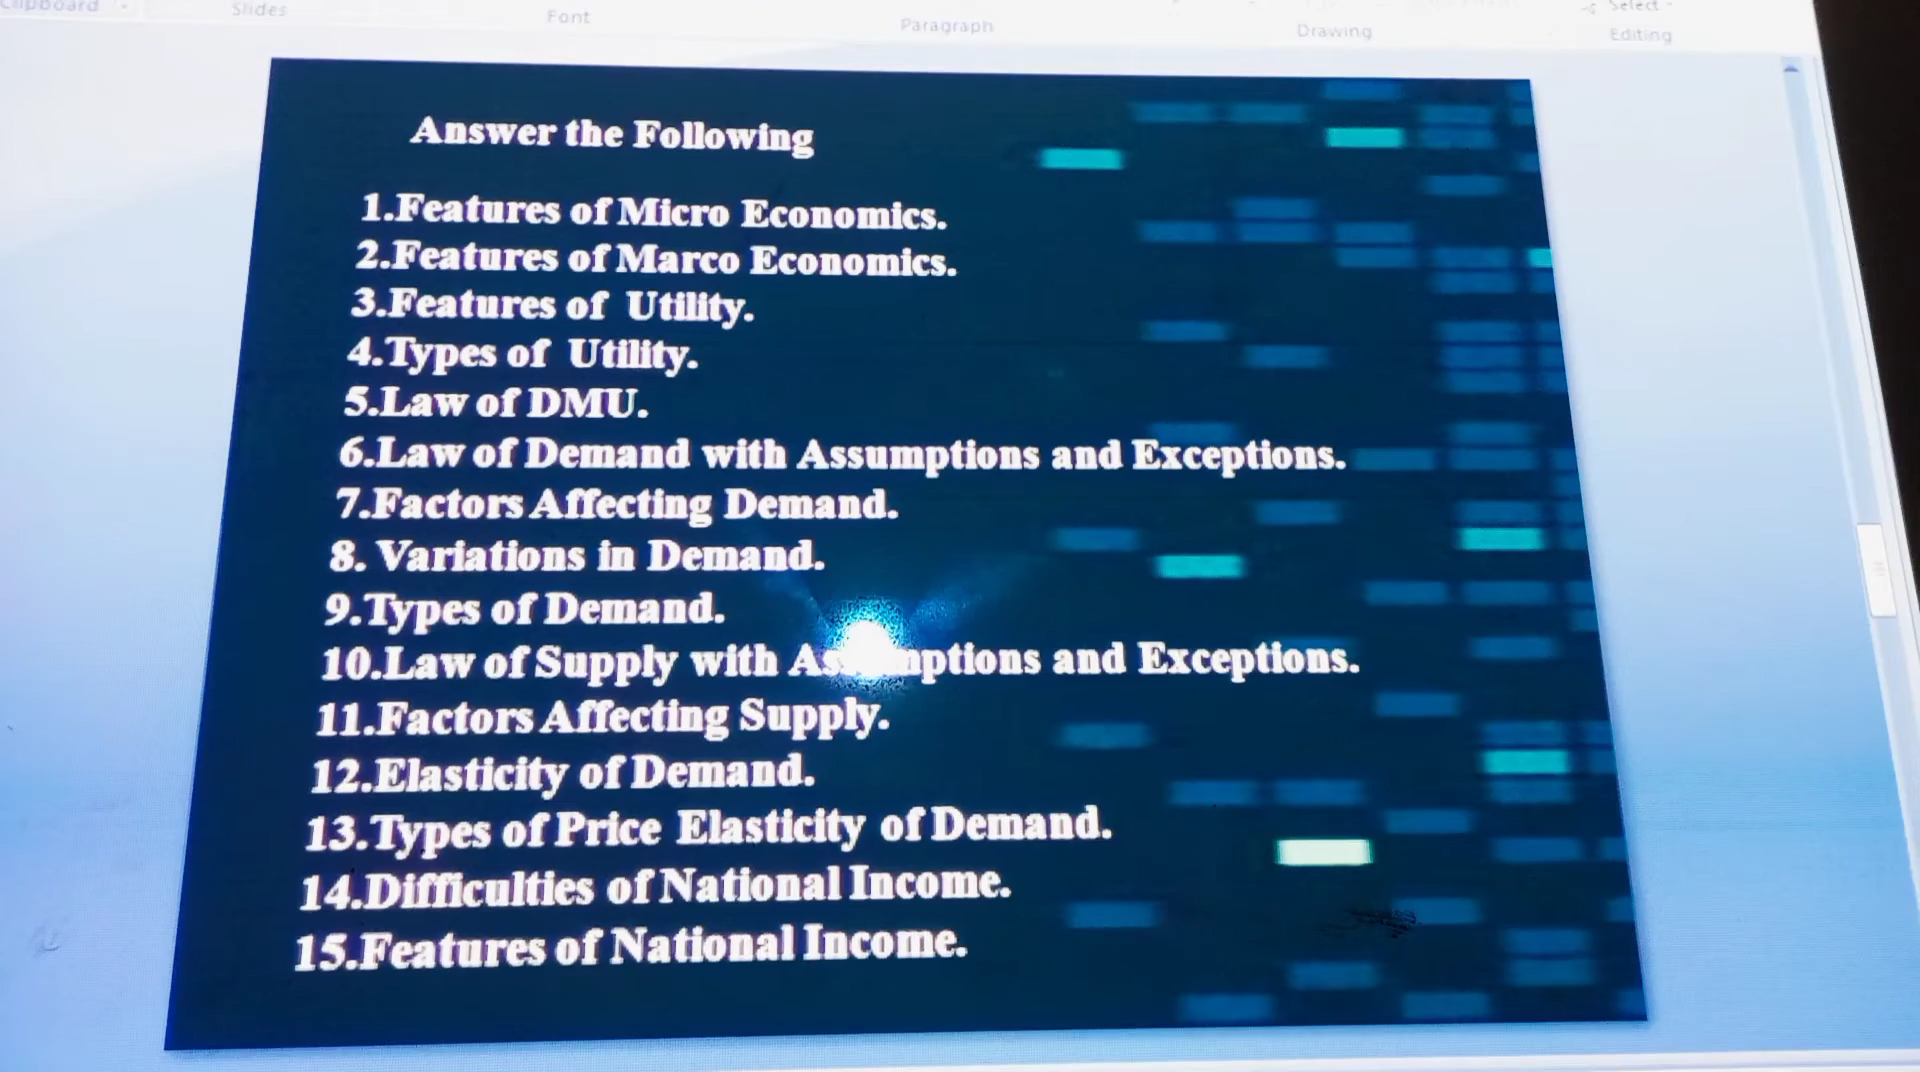 Clipboard
Slides
Font
Paragraph
Drawing
Select
Editing
Answer the Following
1.Features of Micro Economics.
2.Features of Marco Economics.
3.Features of Utility.
4.Types of Utility.
5.Law of DMU.
6.Law of Demand with Assumptions and Exceptions.
7.Factors Affecting Demand.
8. Variations in Demand.
9.Types of Demand.
10.Law of Supply with Assumptions and Exceptions.
11.Factors Affecting Supply.
12.Elasticity of Demand.
13.Types of Price Elasticity of Demand.
14.Difficulties of National Income.
15.Features of National Income.